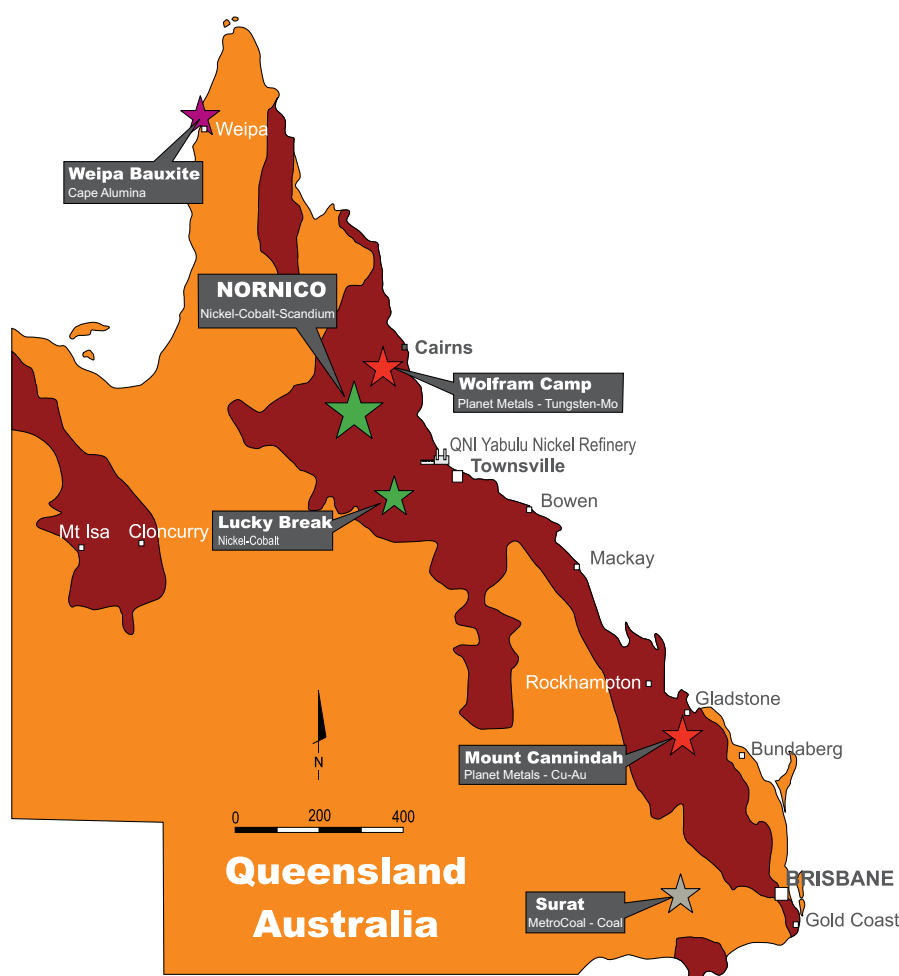 Weipa
Weipa Bauxite
Cape Alumina
NORNICO
Nickel-Cobalt-Scandium
Cairns
Wolfram Camp
Planet Metals - Tungsten-Mo
QNI Yabulu Nickel Refinery
Townsville
Lucky Break
Nickel-Cobalt
Bowen
Mt Isa
Cloncurry
Mackay
Rockhampton
Gladstone
Mount Cannindah
Planet Metals - Cu-Au
Bundaberg
N
0 200 400
Queensland
Australia
BRISBANE
Surat
MetroCoal - Coal
Gold Coast